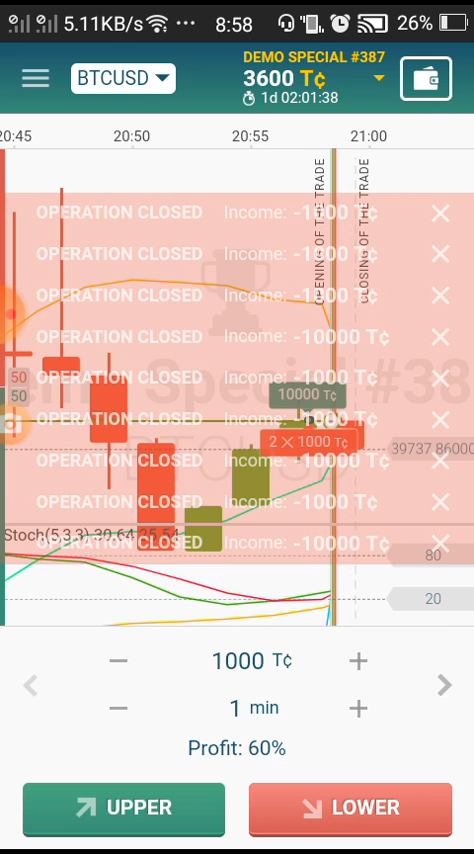 5.11KB/s ... 8:58 26%
DEMO SPECIAL #387
BTCUSD 3600 T¢
1d 02:01:38
20:45 20:50 20:55 21:00
OPENING OF THE TRADE
CLOSING OF THE TRADE
OPERATION CLOSED Income: -1000 T¢
OPERATION CLOSED Income: -1000 T¢
OPERATION CLOSED Income: -1000 T¢
OPERATION CLOSED Income: -10000 T¢
OPERATION CLOSED Income: -1000 T¢
50
50
10000 T¢
OPERATION CLOSED Income:
2 × 1000 T¢
39737 86000
OPERATION CLOSED Income: -10000 T¢
OPERATION CLOSED Income: -1000 T¢
Stoch(5,3,3) 30.64 25.54
OPERATION CLOSED Income: -10000 T¢
80
20
1000 T¢
1 min
Profit: 60%
UPPER LOWER